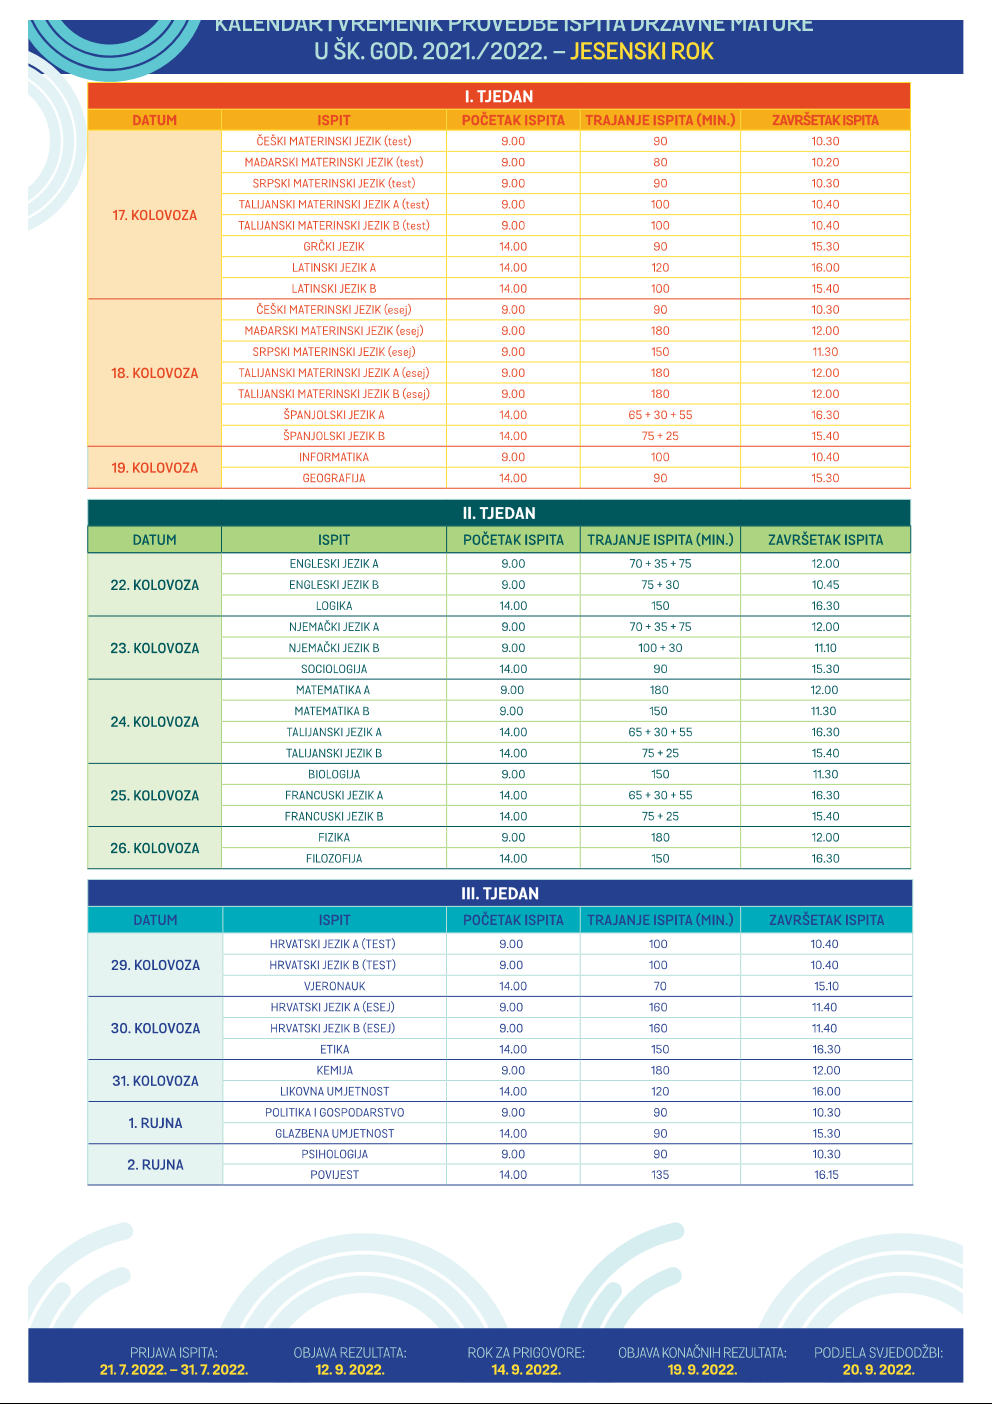 KALENDAR I VREMENIK PROVEDBE ISPITA DRŽAVNE MATURE
U ŠK. GOD. 2021./2022. – JESENSKI ROK
I. TJEDAN
DATUM ISPIT POČETAK ISPITA TRAJANJE ISPITA (MIN.) ZAVRŠETAK ISPITA
17. KOLOVOZA
ČEŠKI MATERINSKI JEZIK (test) 9.00 90 10.30
MAĐARSKI MATERINSKI JEZIK (test) 9.00 80 10.20
SRPSKI MATERINSKI JEZIK (test) 9.00 90 10.30
TALIJANSKI MATERINSKI JEZIK A (test) 9.00 100 10.40
TALIJANSKI MATERINSKI JEZIK B (test) 9.00 100 10.40
GRČKI JEZIK 14.00 90 15.30
LATINSKI JEZIK A 14.00 120 16.00
LATINSKI JEZIK B 14.00 100 15.40
18. KOLOVOZA
ČEŠKI MATERINSKI JEZIK (esej) 9.00 90 10.30
MAĐARSKI MATERINSKI JEZIK (esej) 9.00 180 12.00
SRPSKI MATERINSKI JEZIK (esej) 9.00 150 11.30
TALIJANSKI MATERINSKI JEZIK A (esej) 9.00 180 12.00
TALIJANSKI MATERINSKI JEZIK B (esej) 9.00 180 12.00
ŠPANJOLSKI JEZIK A 14.00 65 + 30 + 55 16.30
ŠPANJOLSKI JEZIK B 14.00 75 + 25 15.40
19. KOLOVOZA
INFORMATIKA 9.00 100 10.40
GEOGRAFIJA 14.00 90 15.30
II. TJEDAN
DATUM ISPIT POČETAK ISPITA TRAJANJE ISPITA (MIN.) ZAVRŠETAK ISPITA
22. KOLOVOZA
ENGLESKI JEZIK A 9.00 70 + 35 + 75 12.00
ENGLESKI JEZIK B 9.00 75 + 30 10.45
LOGIKA 14.00 150 16.30
23. KOLOVOZA
NJEMAČKI JEZIK A 9.00 70 + 35 + 75 12.00
NJEMAČKI JEZIK B 9.00 100 + 30 11.10
SOCIOLOGIJA 14.00 90 15.30
24. KOLOVOZA
MATEMATIKA A 9.00 180 12.00
MATEMATIKA B 9.00 150 11.30
TALIJANSKI JEZIK A 14.00 65 + 30 + 55 16.30
TALIJANSKI JEZIK B 14.00 75 + 25 15.40
25. KOLOVOZA
BIOLOGIJA 9.00 150 11.30
FRANCUSKI JEZIK A 14.00 65 + 30 + 55 16.30
FRANCUSKI JEZIK B 14.00 75 + 25 15.40
26. KOLOVOZA
FIZIKA 9.00 180 12.00
FILOZOFIJA 14.00 150 16.30
III. TJEDAN
DATUM ISPIT POČETAK ISPITA TRAJANJE ISPITA (MIN.) ZAVRŠETAK ISPITA
29. KOLOVOZA
HRVATSKI JEZIK A (TEST) 9.00 100 10.40
HRVATSKI JEZIK B (TEST) 9.00 100 10.40
VJERONAUK 14.00 70 15.10
30. KOLOVOZA
HRVATSKI JEZIK A (ESEJ) 9.00 160 11.40
HRVATSKI JEZIK B (ESEJ) 9.00 160 11.40
ETIKA 14.00 150 16.30
31. KOLOVOZA
KEMIJA 9.00 180 12.00
LIKOVNA UMJETNOST 14.00 120 16.00
1. RUJNA
POLITIKA I GOSPODARSTVO 9.00 90 10.30
GLAZBENA UMJETNOST 14.00 90 15.30
2. RUJNA
PSIHOLOGIJA 9.00 90 10.30
POVIJEST 14.00 135 16.15
PRIJAVA ISPITA: OBJAVA REZULTATA: ROK ZA PRIGOVORE: OBJAVA KONAČNIH REZULTATA: PODJELA SVJEDODŽBI:
21. 7. 2022. – 31. 7. 2022. 12. 9. 2022. 14. 9. 2022. 19. 9. 2022. 20. 9. 2022.